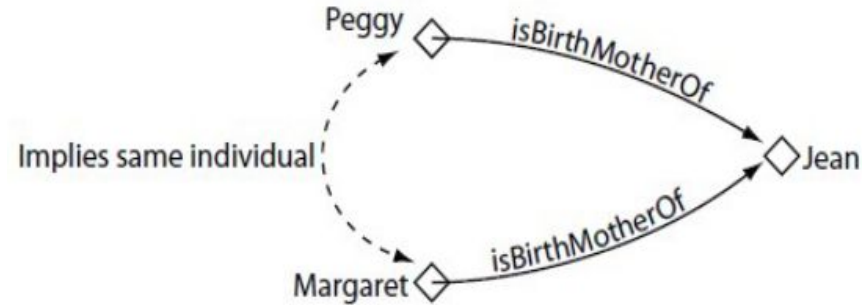 Peggy
isBirthMotherOf
Implies same individual
Jean
isBirthMotherOf
Margaret